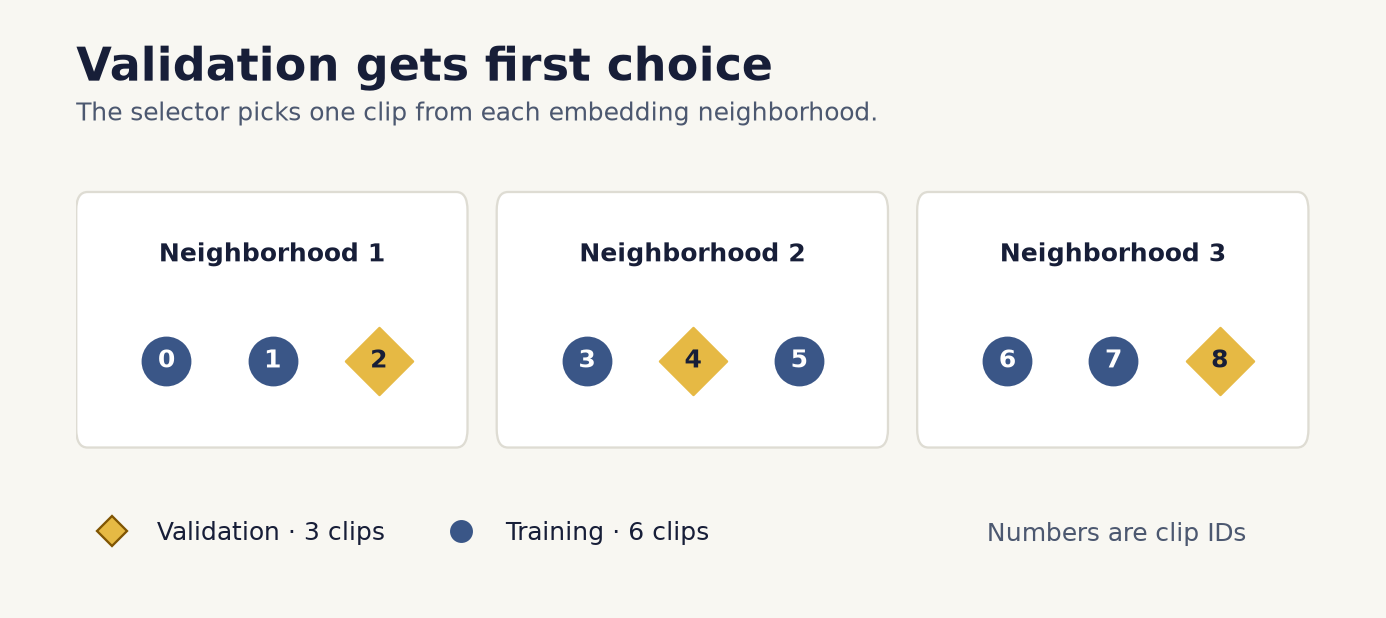 Validation gets first choice
The selector picks one clip from each embedding neighborhood.
Neighborhood 1
0 1 2
Neighborhood 2
3 4 5
Neighborhood 3
6 7 8
Validation · 3 clips
Training · 6 clips
Numbers are clip IDs